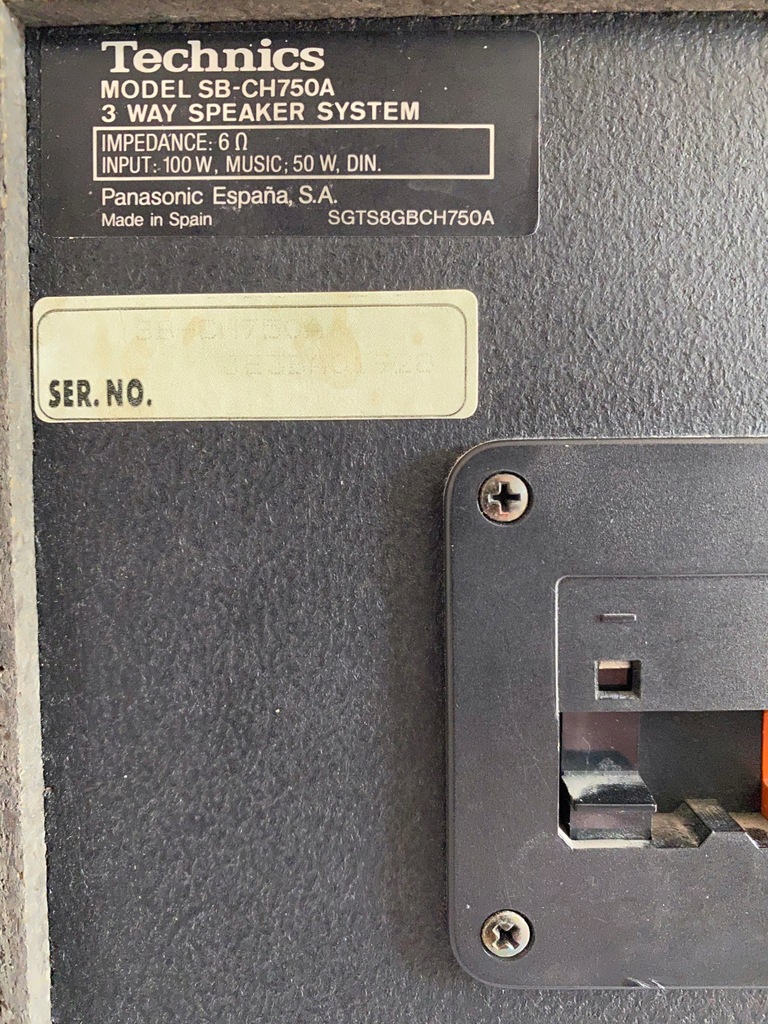 Technics
MODEL SB-CH750A
3 WAY SPEAKER SYSTEM
IMPEDANCE: 6 Ω
INPUT: 100 W, MUSIC; 50 W, DIN.
Panasonic España, S.A.
Made in Spain SGTS8GBCH750A
SER. NO.